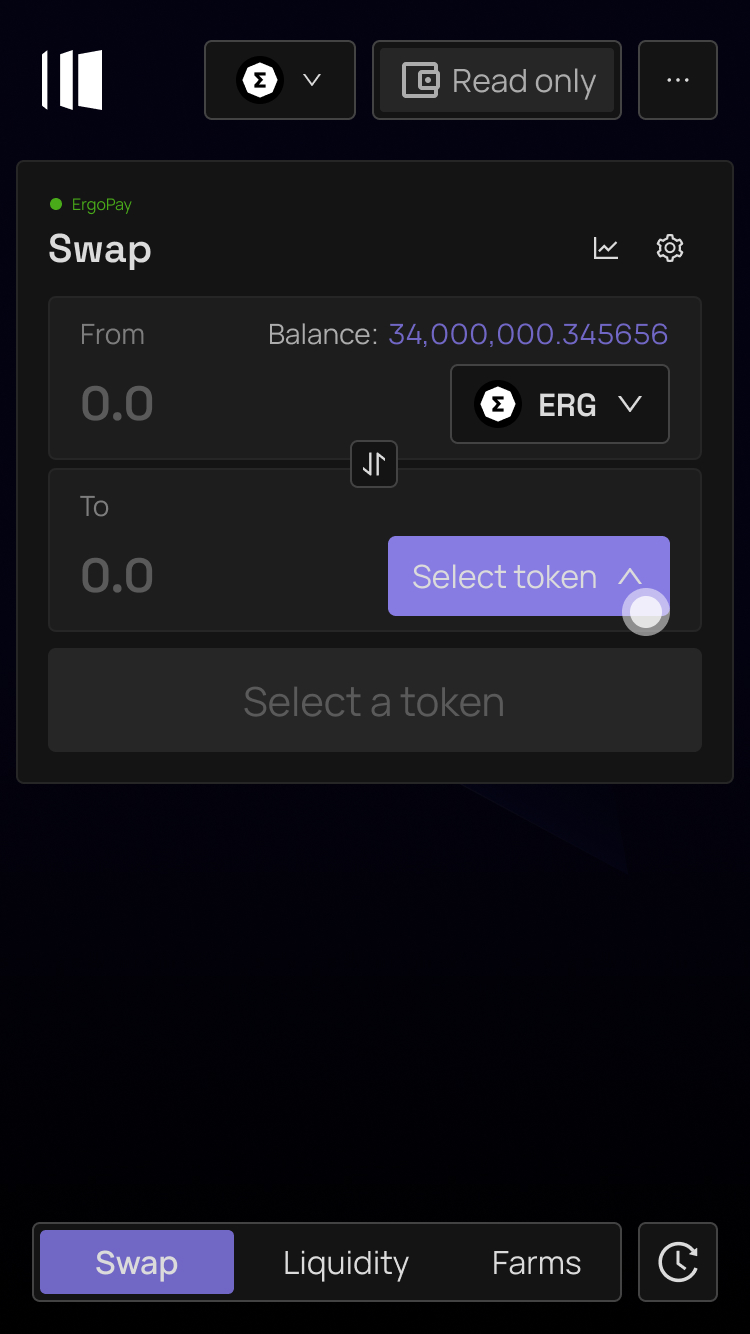 Read only
ErgoPay
Swap
From
Balance: 34,000,000.345656
0.0
ERG
To
0.0
Select token
Select a token
Swap
Liquidity
Farms